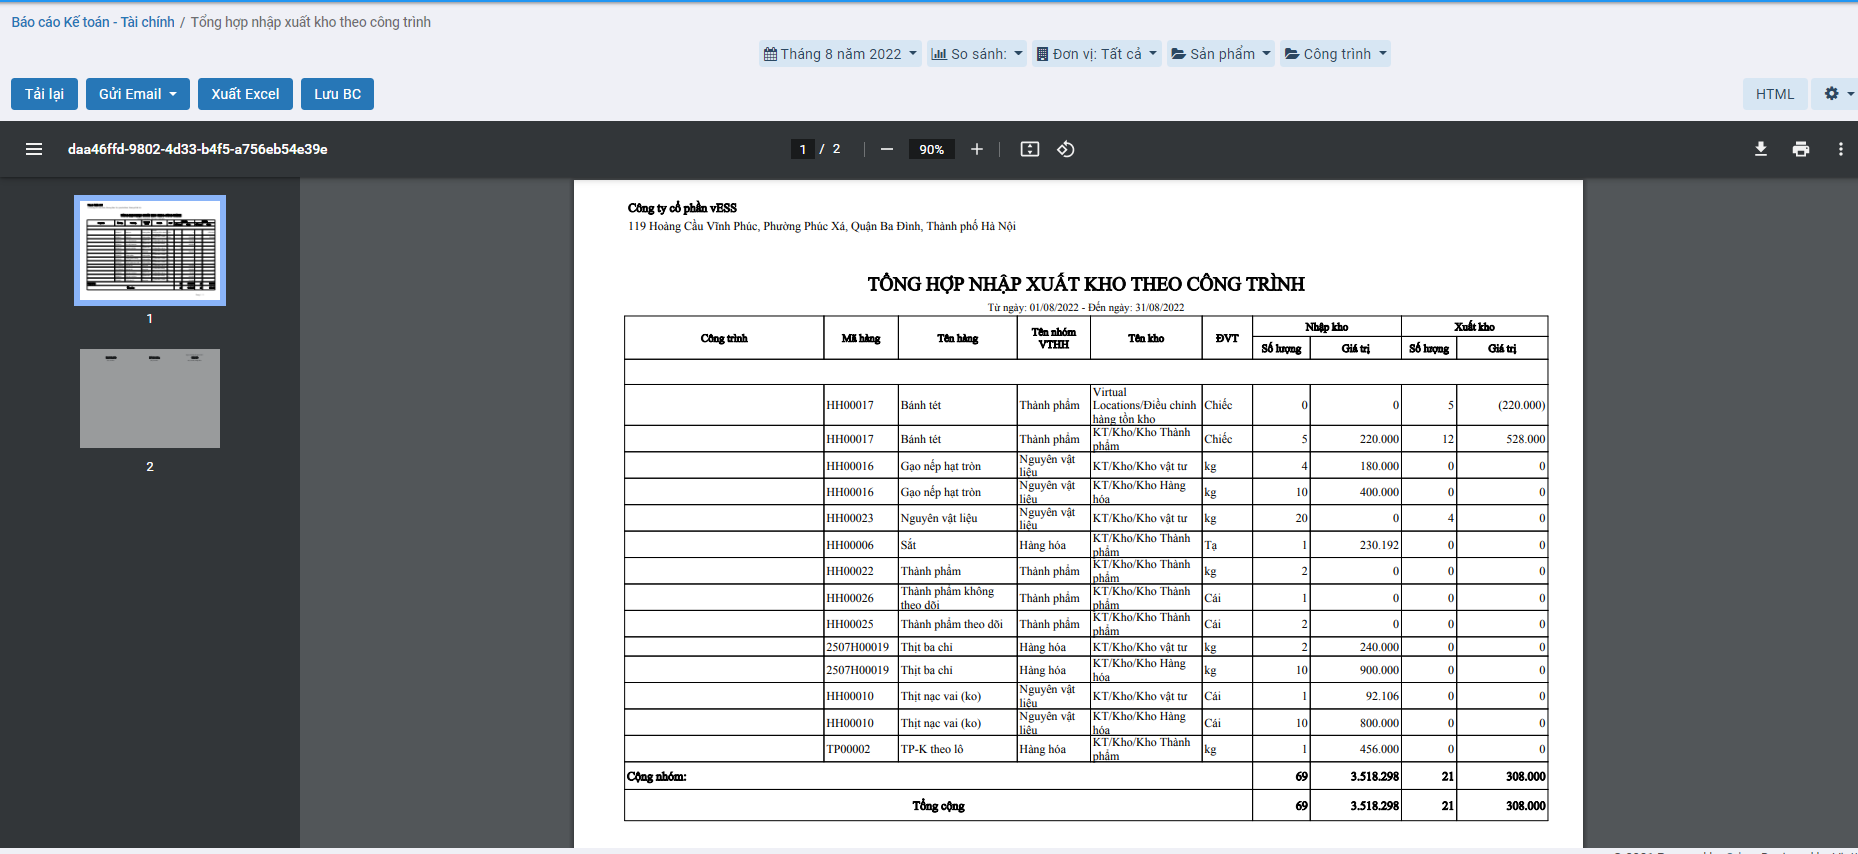 Báo cáo Kế toán - Tài chính / Tổng hợp nhập xuất kho theo công trình
Tháng 8 năm 2022 So sánh: Đơn vị: Tất cả Sản phẩm Công trình
Tải lại Gửi Email Xuất Excel Lưu BC HTML
daa46ffd-9802-4d33-b4f5-a756eb54e39e 1 / 2 90%
1
2
Công ty cổ phần vESS
119 Hoàng Cầu Vĩnh Phúc, Phường Phúc Xá, Quận Ba Đình, Thành phố Hà Nội
TỔNG HỢP NHẬP XUẤT KHO THEO CÔNG TRÌNH
Từ ngày: 01/08/2022 - Đến ngày: 31/08/2022
Công trình Mã hàng Tên hàng Tên nhóm VTHH Tên kho ĐVT Nhập kho Xuất kho
Số lượng Giá trị Số lượng Giá trị
HH00017 Bánh tét Thành phẩm Virtual Locations/Điều chỉnh hàng tồn kho Chiếc 0 0 5 (220.000)
HH00017 Bánh tét Thành phẩm KT/Kho/Kho Thành phẩm Chiếc 5 220.000 12 528.000
HH00016 Gạo nếp hạt tròn Nguyên vật liệu KT/Kho/Kho vật tư kg 4 180.000 0 0
HH00016 Gạo nếp hạt tròn Nguyên vật liệu KT/Kho/Kho Hàng hóa kg 10 400.000 0 0
HH00023 Nguyên vật liệu Nguyên vật liệu KT/Kho/Kho vật tư kg 20 0 4 0
HH00006 Sắt Hàng hóa KT/Kho/Kho Thành phẩm Tạ 1 230.192 0 0
HH00022 Thành phẩm Thành phẩm KT/Kho/Kho Thành phẩm kg 2 0 0 0
HH00026 Thành phẩm không theo dõi Thành phẩm KT/Kho/Kho Thành phẩm Cái 1 0 0 0
HH00025 Thành phẩm theo dõi Thành phẩm KT/Kho/Kho Thành phẩm Cái 2 0 0 0
2507H00019 Thịt ba chỉ Hàng hóa KT/Kho/Kho vật tư kg 2 240.000 0 0
2507H00019 Thịt ba chỉ Hàng hóa KT/Kho/Kho Hàng hóa kg 10 900.000 0 0
HH00010 Thịt nạc vai (ko) Nguyên vật liệu KT/Kho/Kho vật tư Cái 1 92.106 0 0
HH00010 Thịt nạc vai (ko) Nguyên vật liệu KT/Kho/Kho Hàng hóa Cái 10 800.000 0 0
TP00002 TP-K theo lô Hàng hóa KT/Kho/Kho Thành phẩm kg 1 456.000 0 0
Cộng nhóm: 69 3.518.298 21 308.000
Tổng cộng 69 3.518.298 21 308.000